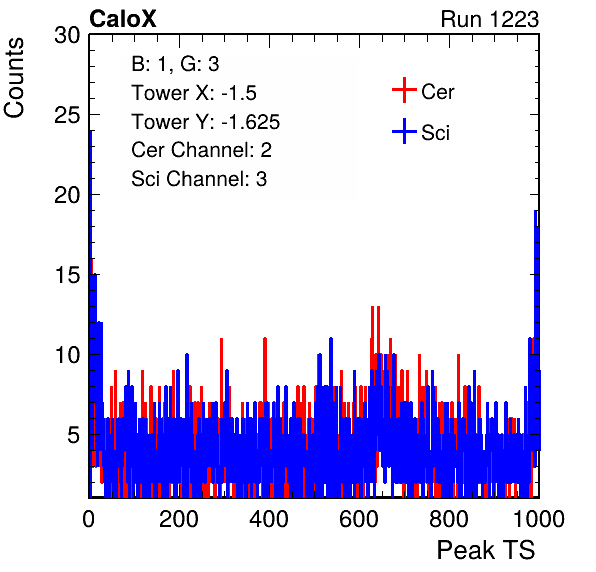 CaloX
Run 1223
Counts
30
25
20
15
10
5
B: 1, G: 3
Tower X: -1.5
Tower Y: -1.625
Cer Channel: 2
Sci Channel: 3
Cer
Sci
0 200 400 600 800 1000
Peak TS